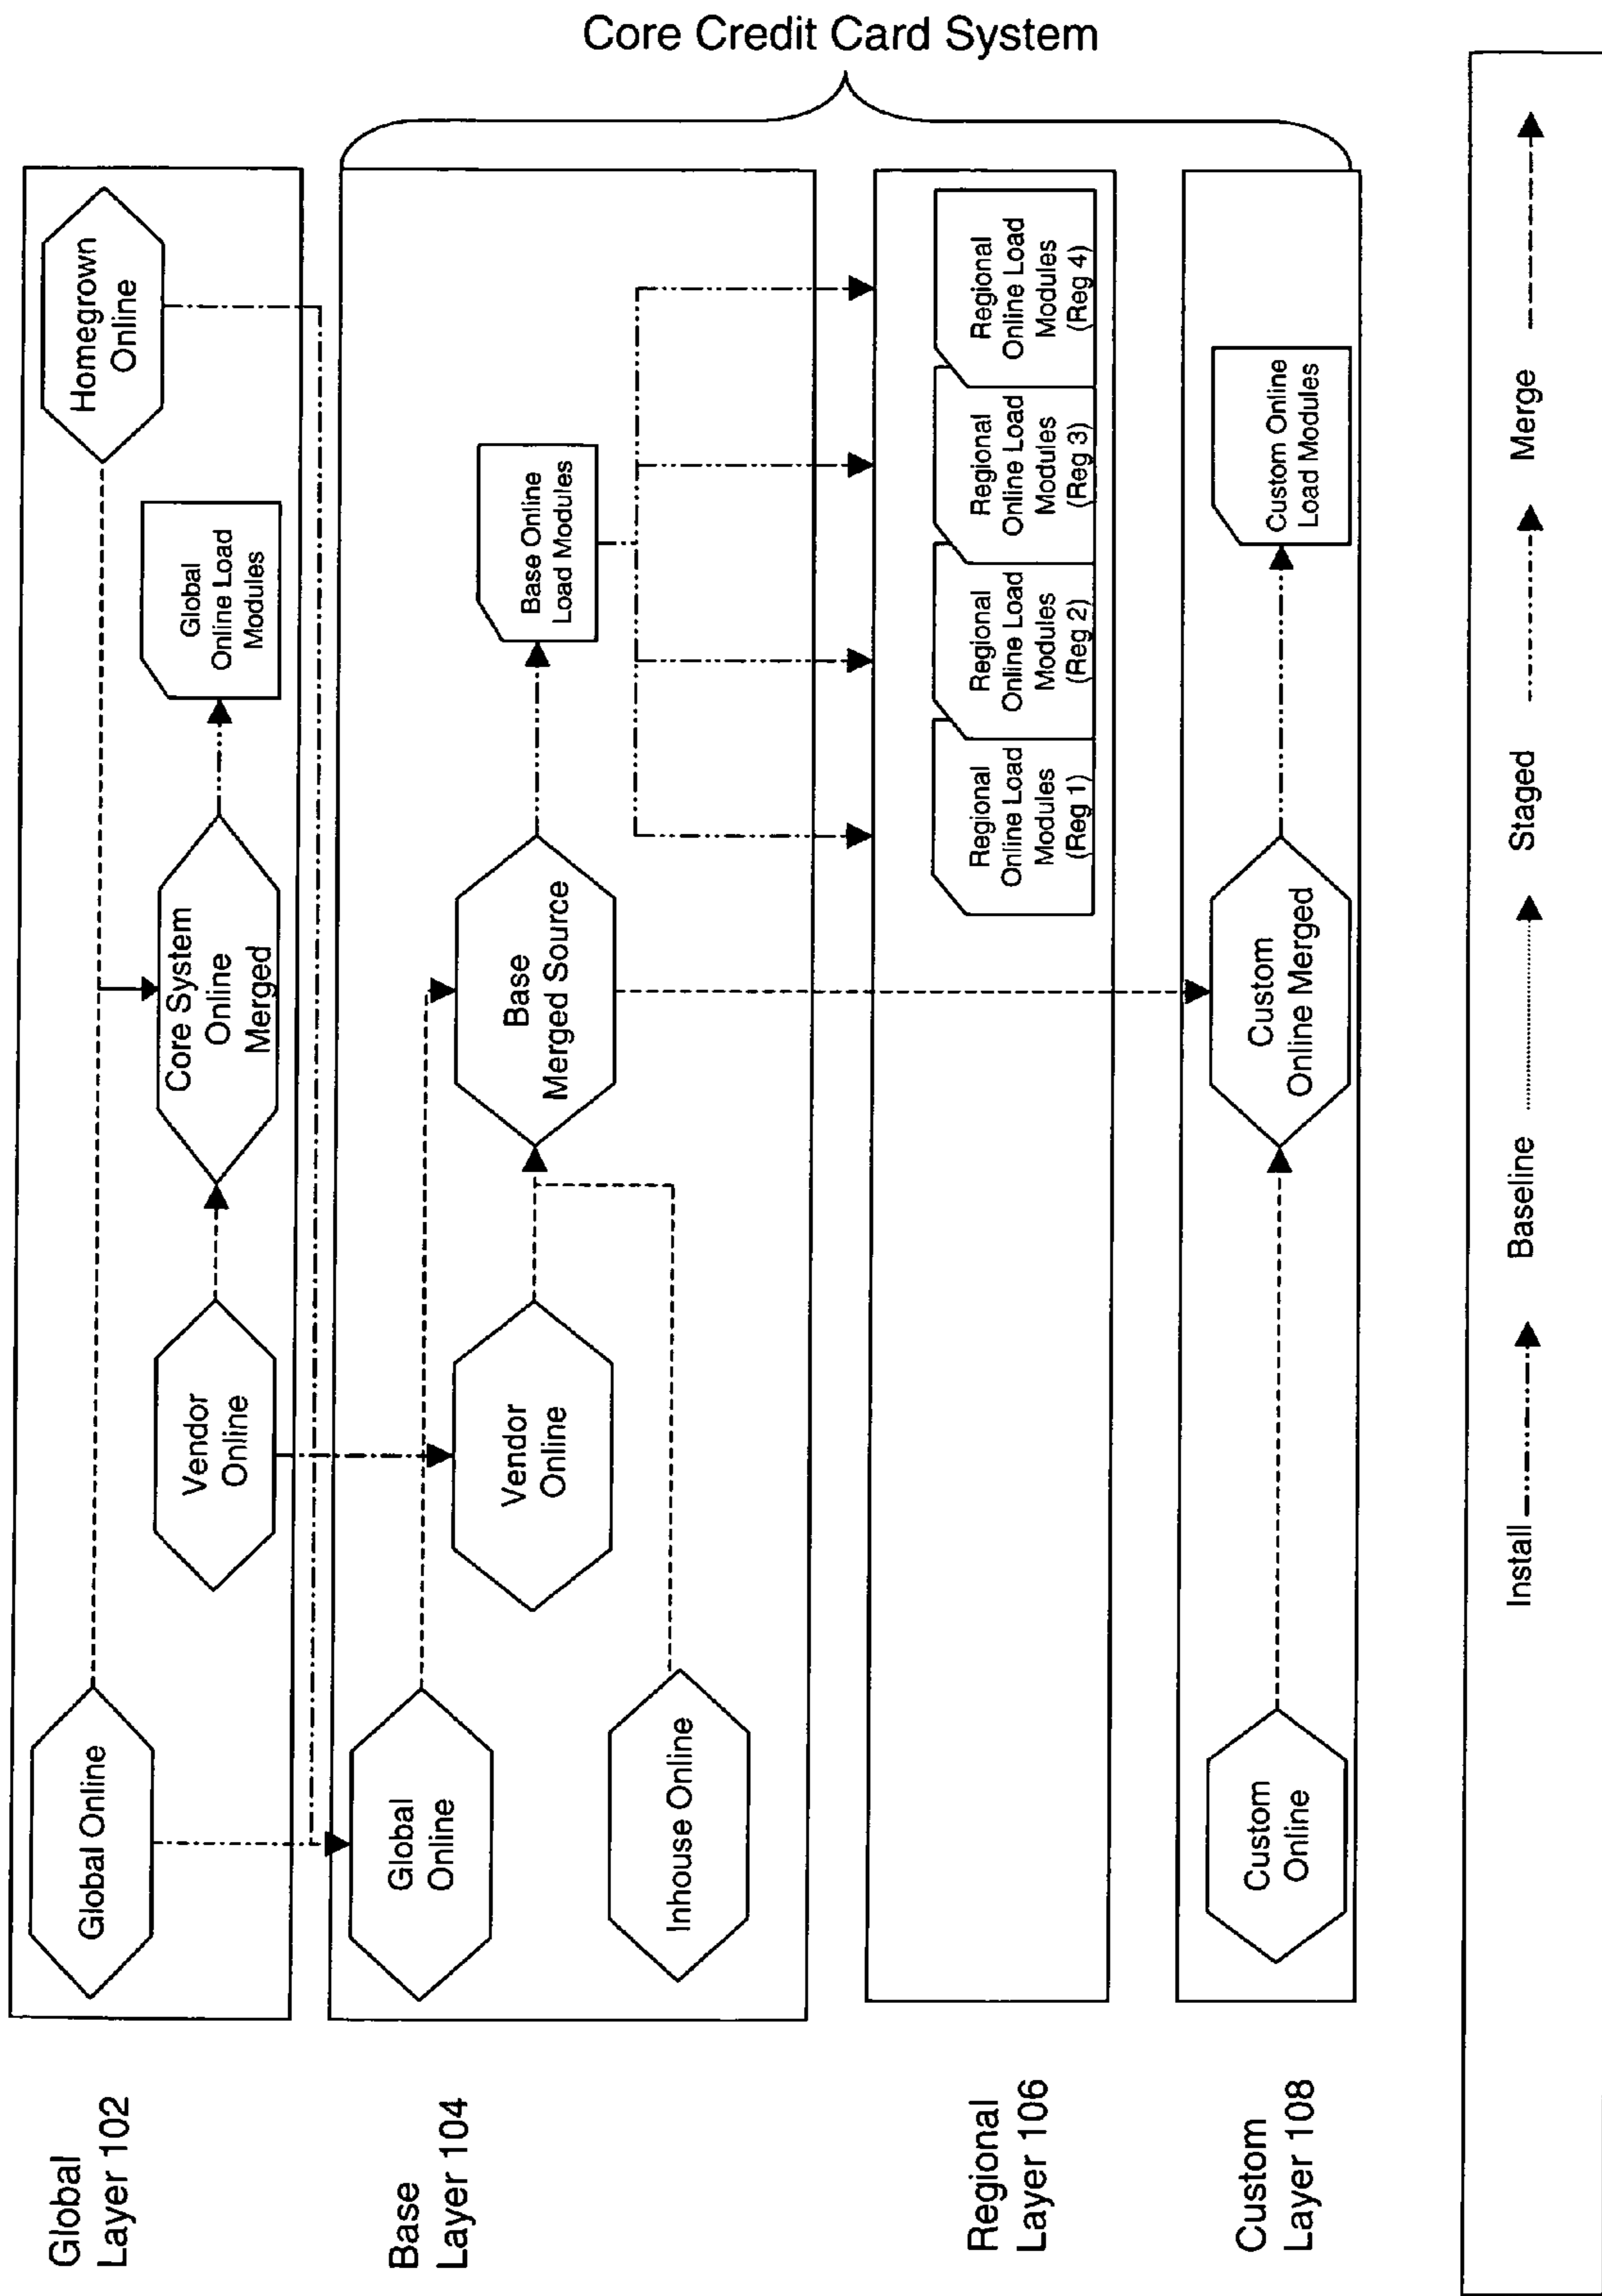 Core Credit Card System
Global
Layer 102
Global Online
Vendor
Online
Core System
Online
Merged
Global
Online Load
Modules
Homegrown
Online
Base
Layer 104
Global
Online
Inhouse Online
Vendor
Online
Base
Merged Source
Base Online
Load Modules
Regional
Layer 106
Regional
Online Load
Modules
(Reg 1)
Regional
Online Load
Modules
(Reg 2)
Regional
Online Load
Modules
(Reg 3)
Regional
Online Load
Modules
(Reg 4)
Custom
Layer 108
Custom
Online
Custom
Online Merged
Custom Online
Load Modules
Install
Baseline
Staged
Merge